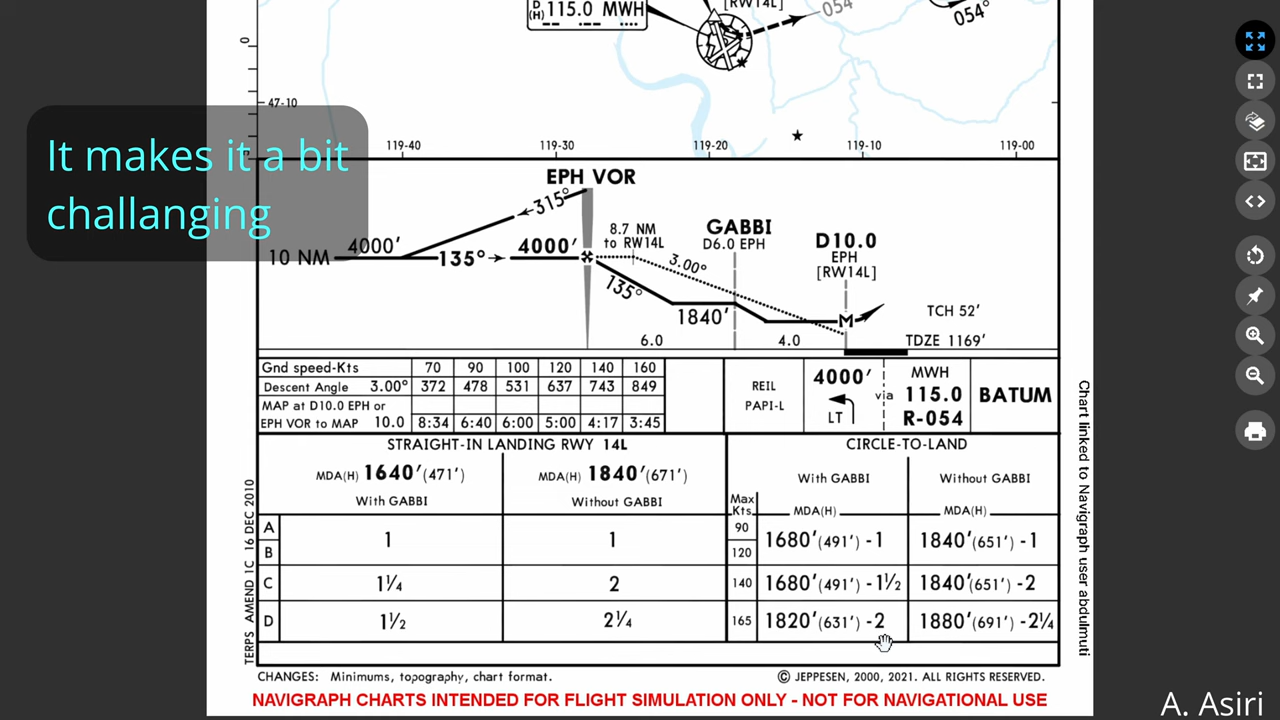 D
(H) 115.0 MWH
[RW14L]
054
054°
0
47-10
It makes it a bit
challanging
119-40 119-30 119-20 119-10 119-00
EPH VOR
315°
8.7 NM
to RW14L
GABBI
D6.0 EPH
D10.0
EPH
[RW14L]
10 NM 4000' 135° 4000'
3.00°
135°
1840'
M
TCH 52'
6.0 4.0 TDZE 1169'
Gnd speed-Kts 70 90 100 120 140 160
Descent Angle 3.00° 372 478 531 637 743 849
MAP at D10.0 EPH or
EPH VOR to MAP 10.0 8:34 6:40 6:00 5:00 4:17 3:45
REIL
PAPI-L
4000'
LT
via
MWH
115.0
R-054
BATUM
STRAIGHT-IN LANDING RWY 14L CIRCLE-TO-LAND
MDA(H) 1640'(471') MDA(H) 1840'(671')
With GABBI Without GABBI
With GABBI Without GABBI
Max
Kts. MDA(H) MDA(H)
A 1 1 90 1680'(491') -1 1840'(651') -1
B 120
C 1¼ 2 140 1680'(491') -1½ 1840'(651') -2
D 1½ 2¼ 165 1820'(631') -2 1880'(691') -2¼
TERPS AMEND 1C 16 DEC 2010
Chart linked to Navigraph user abdulmuti
CHANGES: Minimums, topography, chart format. © JEPPESEN, 2000, 2021. ALL RIGHTS RESERVED.
NAVIGRAPH CHARTS INTENDED FOR FLIGHT SIMULATION ONLY - NOT FOR NAVIGATIONAL USE
A. Asiri